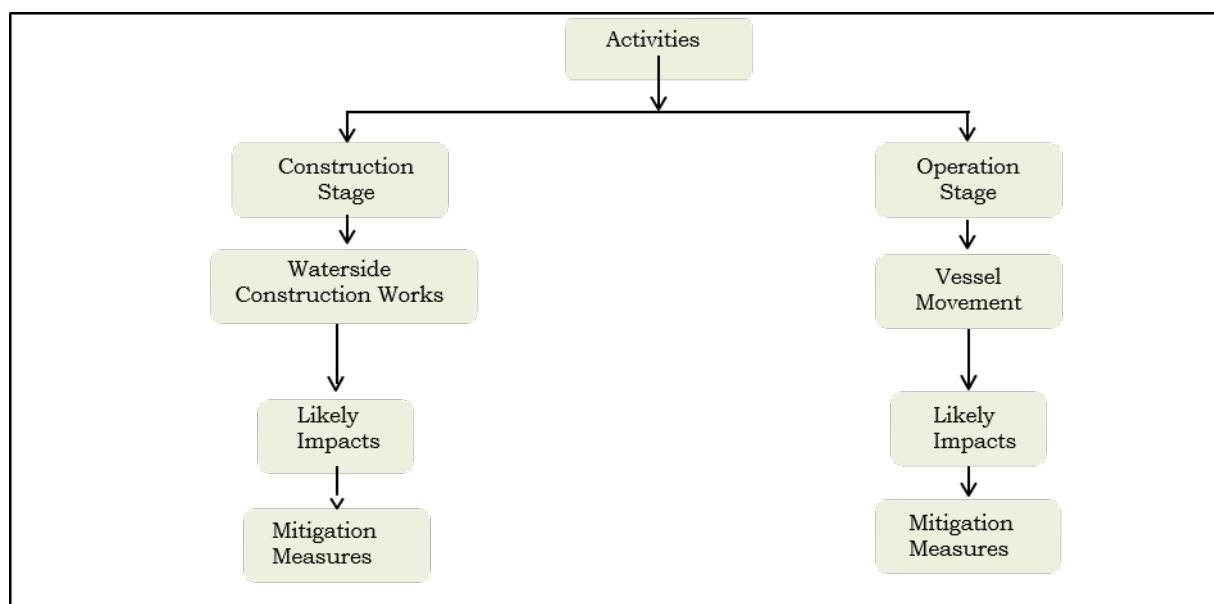 Activities
Construction
Stage
Operation
Stage
Waterside
Construction Works
Vessel
Movement
Likely
Impacts
Likely
Impacts
Mitigation
Measures
Mitigation
Measures